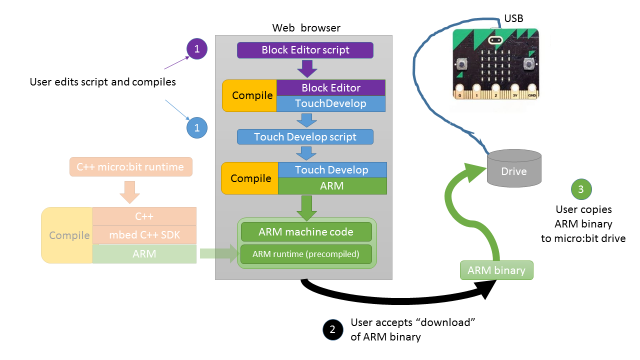 Web browser
USB
1
Block Editor script
User edits script and compiles
Compile
Block Editor
TouchDevelop
1
Touch Develop script
C++ micro:bit runtime
Compile
Touch Develop
ARM
Drive
3
User copies
ARM binary
to micro:bit drive
Compile
C++
mbed C++ SDK
ARM
ARM machine code
ARM runtime (precompiled)
ARM binary
2
User accepts “download”
of ARM binary